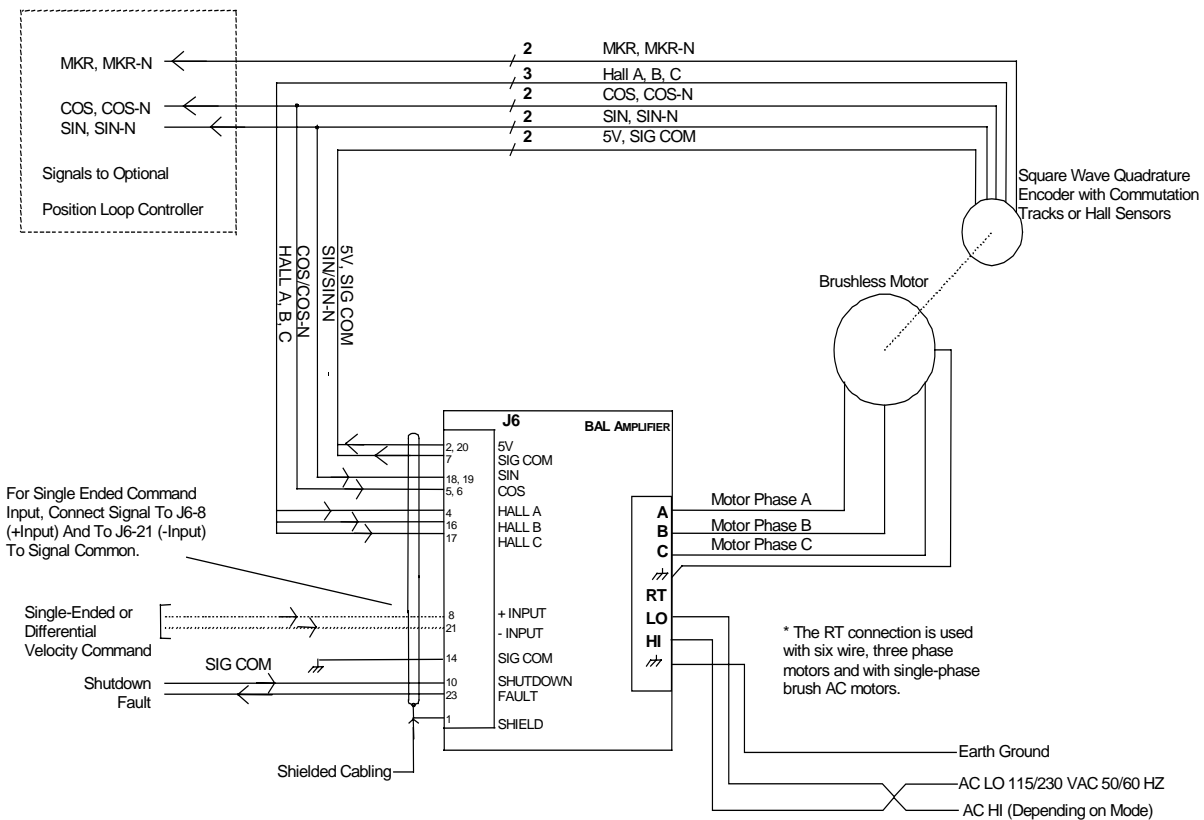 2 MKR, MKR-N
MKR, MKR-N
3 Hall A, B, C
2 COS, COS-N
COS, COS-N
2 SIN, SIN-N
SIN, SIN-N
2 5V, SIG COM
Signals to Optional
Position Loop Controller
Square Wave Quadrature
Encoder with Commutation
Tracks or Hall Sensors
HALL A, B, C
COS/COS-N
SIN/SIN-N
5V, SIG COM
Brushless Motor
J6
BAL AMPLIFIER
2, 20 5V
7 SIG COM
18, 19 SIN
5, 6 COS
4 HALL A
16 HALL B
17 HALL C
For Single Ended Command
Input, Connect Signal To J6-8
(+Input) And To J6-21 (-Input)
To Signal Common.
A Motor Phase A
B Motor Phase B
C Motor Phase C
RT
LO
HI
8 + INPUT
21 - INPUT
Single-Ended or
Differential
Velocity Command
SIG COM
14 SIG COM
Shutdown
10 SHUTDOWN
Fault
23 FAULT
1 SHIELD
Shielded Cabling
* The RT connection is used
with six wire, three phase
motors and with single-phase
brush AC motors.
Earth Ground
AC LO 115/230 VAC 50/60 HZ
AC HI (Depending on Mode)